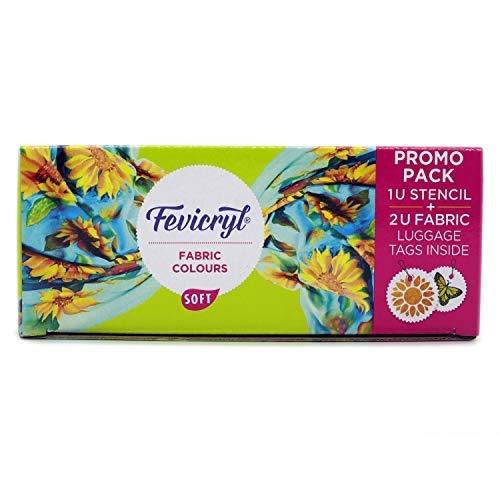 Fevicryl®
FABRIC
COLOURS
SOFT
PROMO
PACK
1U STENCIL
+
2U FABRIC
LUGGAGE
TAGS INSIDE